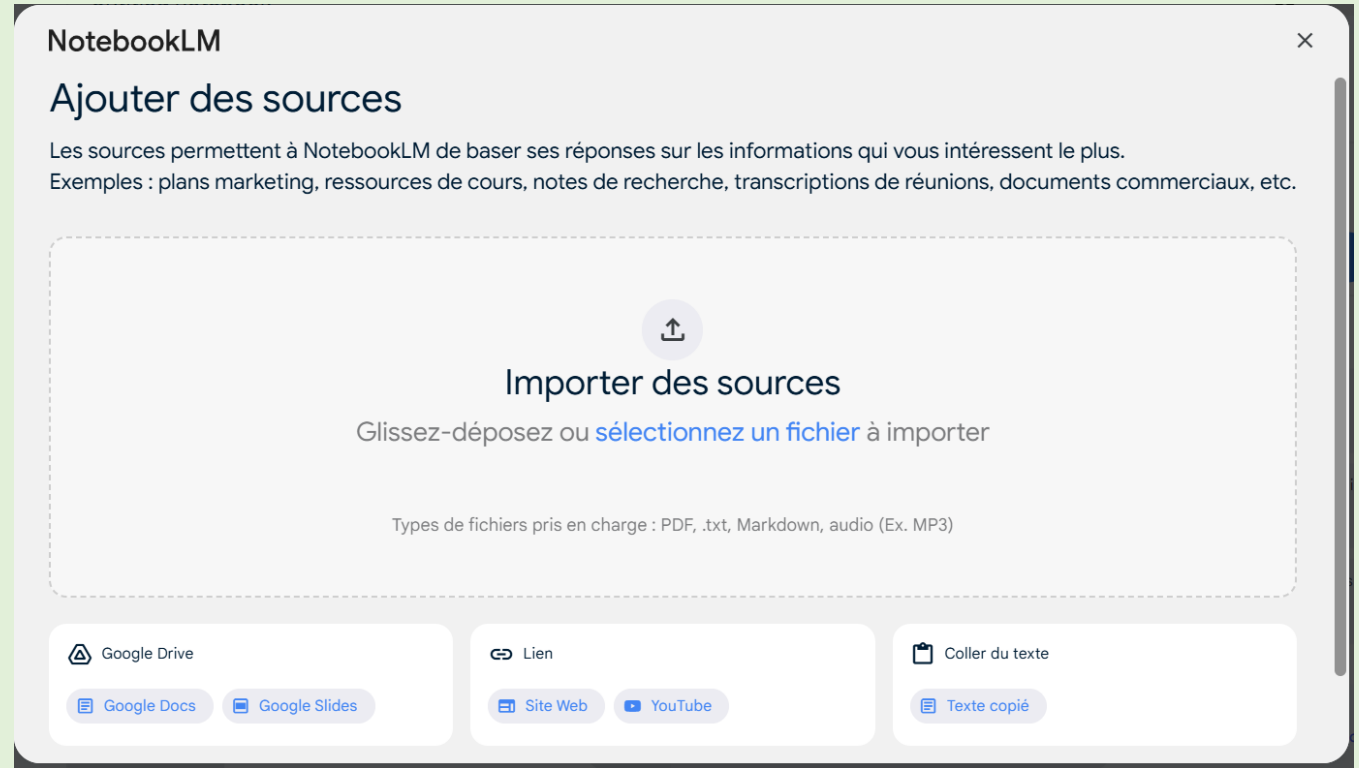 NotebookLM
Ajouter des sources
Les sources permettent à NotebookLM de baser ses réponses sur les informations qui vous intéressent le plus.
Exemples : plans marketing, ressources de cours, notes de recherche, transcriptions de réunions, documents commerciaux, etc.
Importer des sources
Glissez-déposez ou sélectionnez un fichier à importer
Types de fichiers pris en charge : PDF, .txt, Markdown, audio (Ex. MP3)
Google Drive
Google Docs
Google Slides
Lien
Site Web
YouTube
Coller du texte
Texte copié